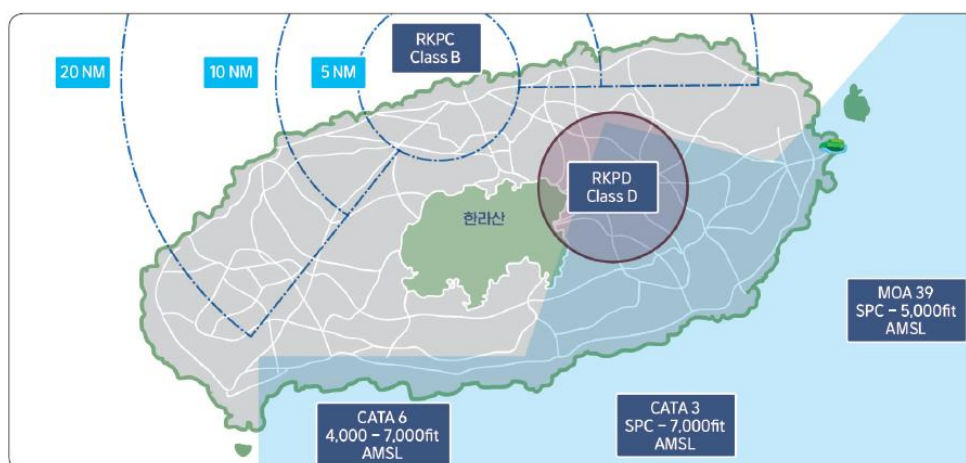 RKPC
Class B
20 NM
10 NM
5 NM
RKPD
Class D
한라산
MOA 39
SPC – 5,000fit
AMSL
CATA 6
4,000 – 7,000fit
AMSL
CATA 3
SPC – 7,000fit
AMSL